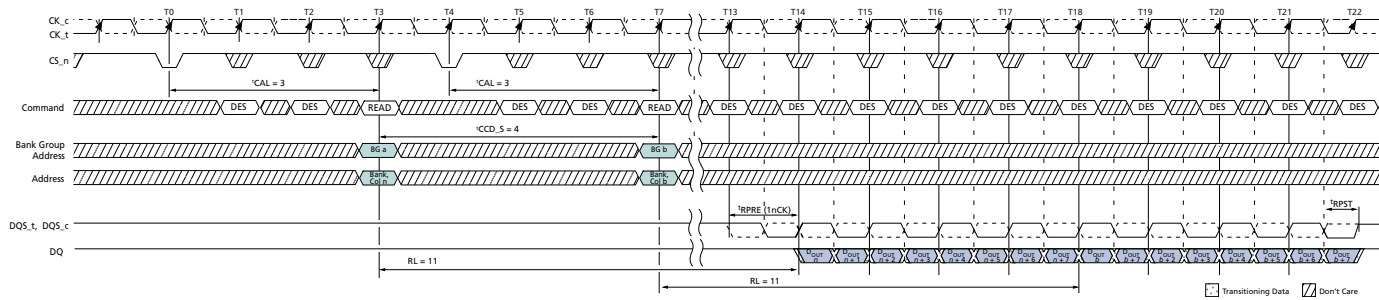 T0 T1 T2 T3 T4 T5 T6 T7 T13 T14 T15 T16 T17 T18 T19 T20 T21 T22
CK_c
CK_t
CS_n
tCAL = 3 tCAL = 3
Command DES DES READ DES DES READ DES DES DES DES DES DES DES DES DES DES
tCCD_S = 4
Bank Group
Address
BG a BG b
Address
Bank,
Col n
Bank,
Col b
tRPRE (1nCK) tRPST
DQS_t, DQS_c
DQ
DOUT n DOUT n + 1 DOUT n + 2 DOUT n + 3 DOUT n + 4 DOUT n + 5 DOUT n + 6 DOUT n + 7 DOUT b DOUT b + 7 DOUT b + 2 DOUT b + 3 DOUT b + 4 DOUT b + 5 DOUT b + 6 DOUT b + 7
RL = 11
RL = 11
Transitioning Data Don't Care